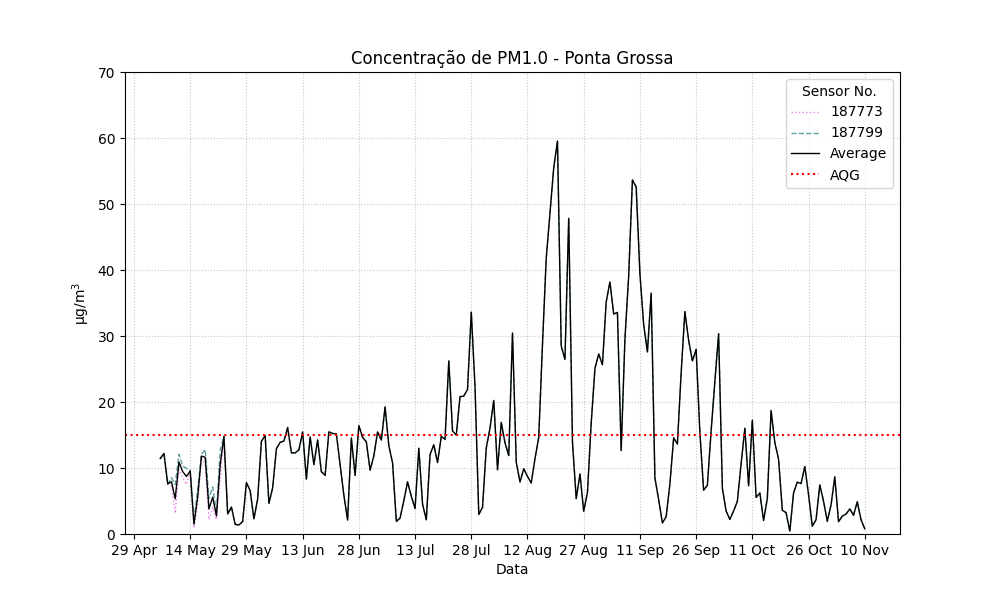 Concentração de PM1.0 - Ponta Grossa
70
60
50
40
30
20
10
0
µg/m³
Sensor No.
187773
187799
Average
AQG
29 Apr 14 May 29 May 13 Jun 28 Jun 13 Jul 28 Jul 12 Aug 27 Aug 11 Sep 26 Sep 11 Oct 26 Oct 10 Nov
Data